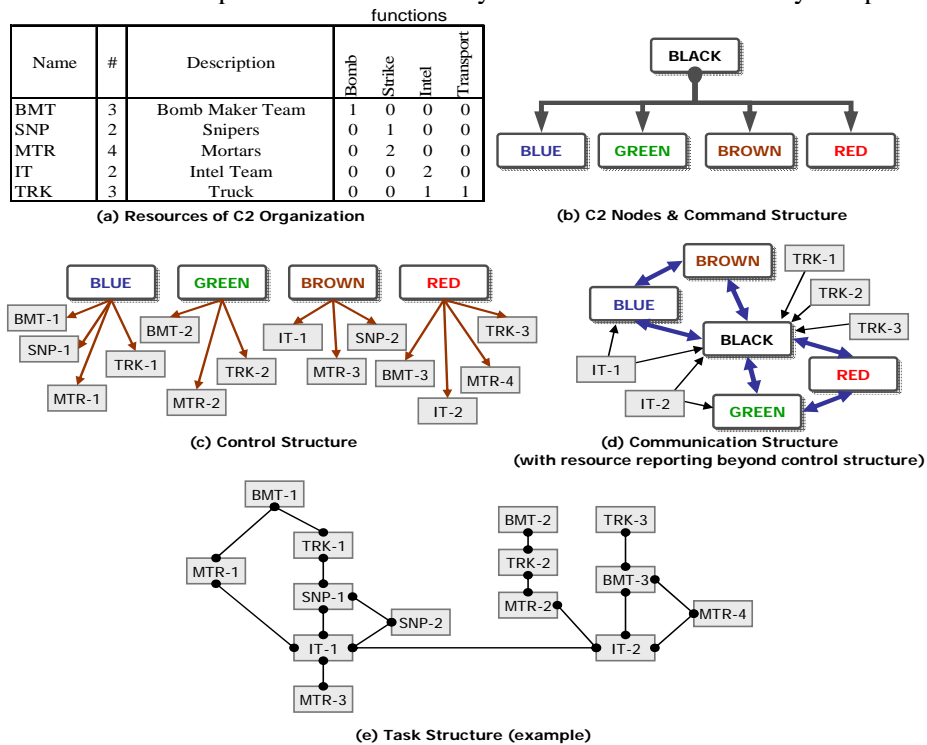 functions
Name # Description Bomb Strike Intel Transport
BMT 3 Bomb Maker Team 1 0 0 0
SNP 2 Snipers 0 1 0 0
MTR 4 Mortars 0 2 0 0
IT 2 Intel Team 0 0 2 0
TRK 3 Truck 0 0 1 1
(a) Resources of C2 Organization
BLACK
BLUE GREEN BROWN RED
(b) C2 Nodes & Command Structure
BLUE GREEN BROWN RED
BMT-1
SNP-1
MTR-1
TRK-1
BMT-2
MTR-2
TRK-2
IT-1
MTR-3
SNP-2
BMT-3
IT-2
MTR-4
TRK-3
(c) Control Structure
BROWN
TRK-1
BLUE
TRK-2
TRK-3
BLACK
IT-1
RED
IT-2
GREEN
(d) Communication Structure
(with resource reporting beyond control structure)
BMT-1
TRK-1
MTR-1
SNP-1
SNP-2
IT-1
MTR-3
BMT-2
TRK-2
MTR-2
TRK-3
BMT-3
MTR-4
IT-2
(e) Task Structure (example)